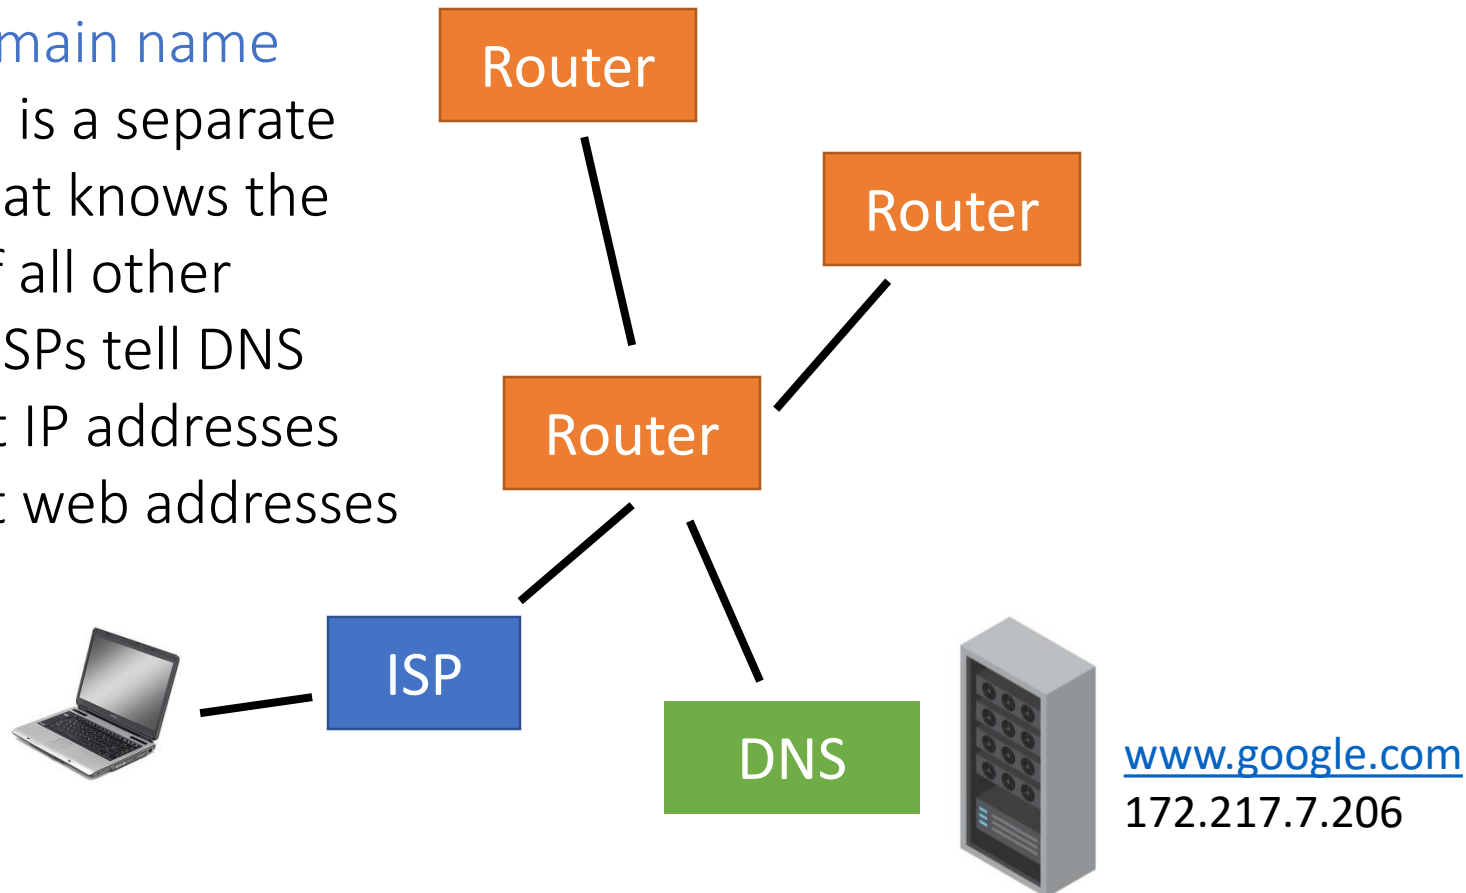 main name
is a separate
at knows the
all other
SPs tell DNS
t IP addresses
t web addresses
Router
Router
Router
ISP
DNS
www.google.com
172.217.7.206